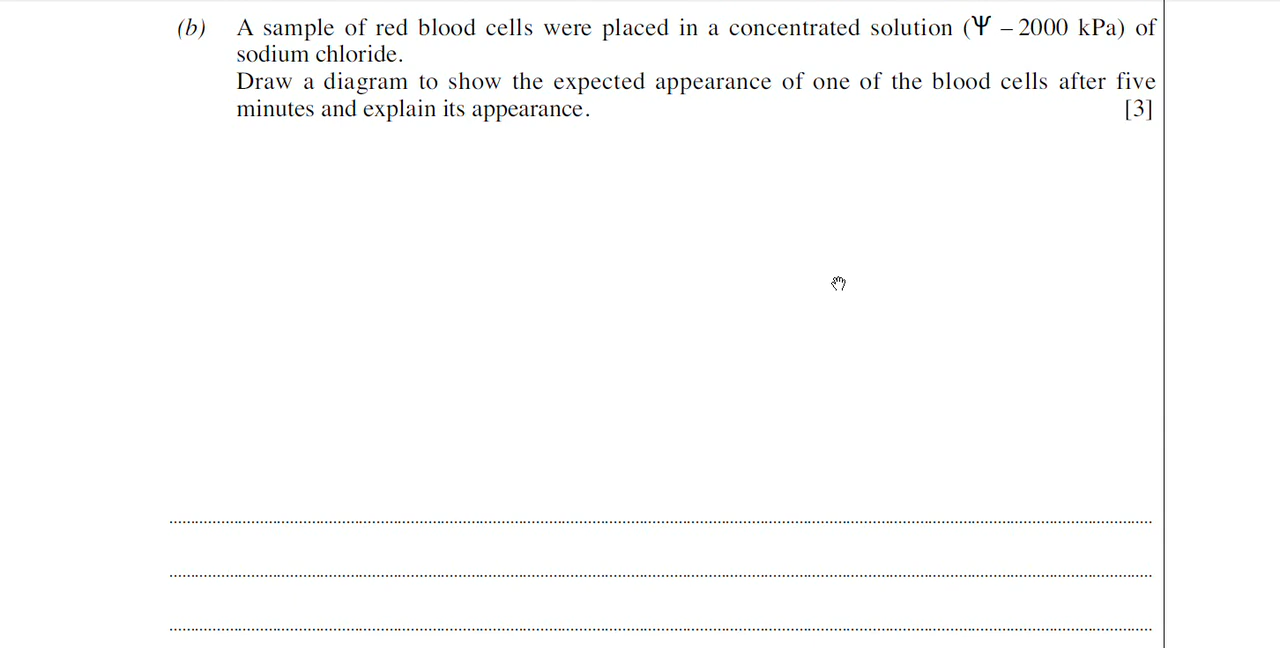 (b) A sample of red blood cells were placed in a concentrated solution (Ψ – 2000 kPa) of
sodium chloride.
Draw a diagram to show the expected appearance of one of the blood cells after five
minutes and explain its appearance. [3]